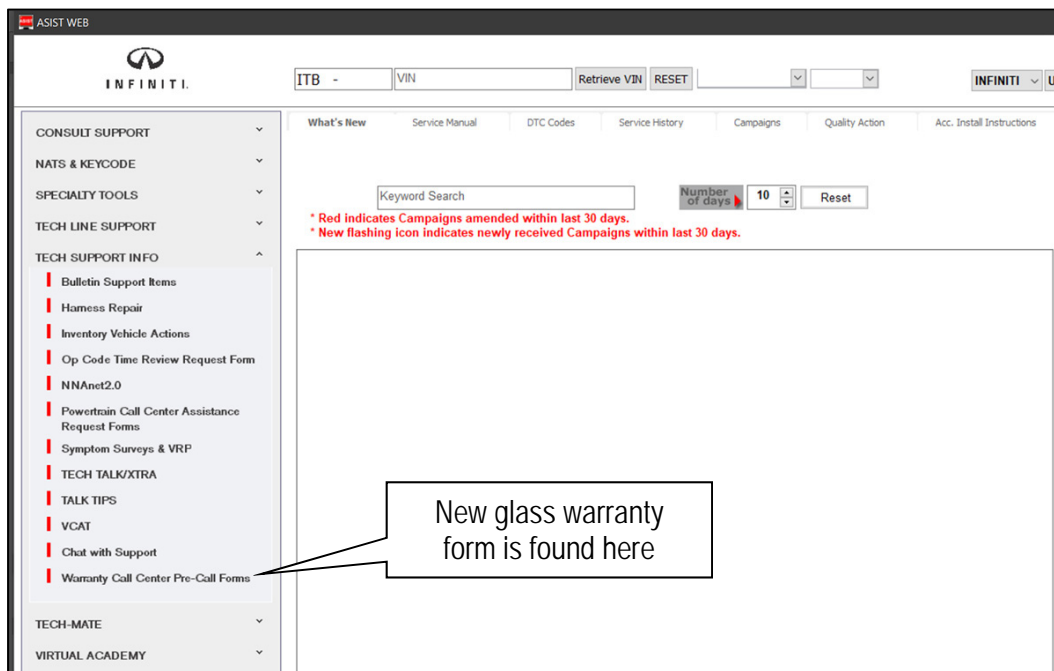 ASIST WEB
INFINITI.
ITB -
VIN
Retrieve VIN
RESET
INFINITI
U
CONSULT SUPPORT
NATS & KEYCODE
SPECIALTY TOOLS
TECH LINE SUPPORT
TECH SUPPORT INFO
Bulletin Support Items
Harness Repair
Inventory Vehicle Actions
Op Code Time Review Request Form
NNAnet2.0
Powertrain Call Center Assistance
Request Forms
Symptom Surveys & VRP
TECH TALK/XTRA
TALK TIPS
VCAT
Chat with Support
Warranty Call Center Pre-Call Forms
TECH-MATE
VIRTUAL ACADEMY
What's New
Service Manual
DTC Codes
Service History
Campaigns
Quality Action
Acc. Install Instructions
Keyword Search
Number
of days
10
Reset
* Red indicates Campaigns amended within last 30 days.
* New flashing icon indicates newly received Campaigns within last 30 days.
New glass warranty
form is found here